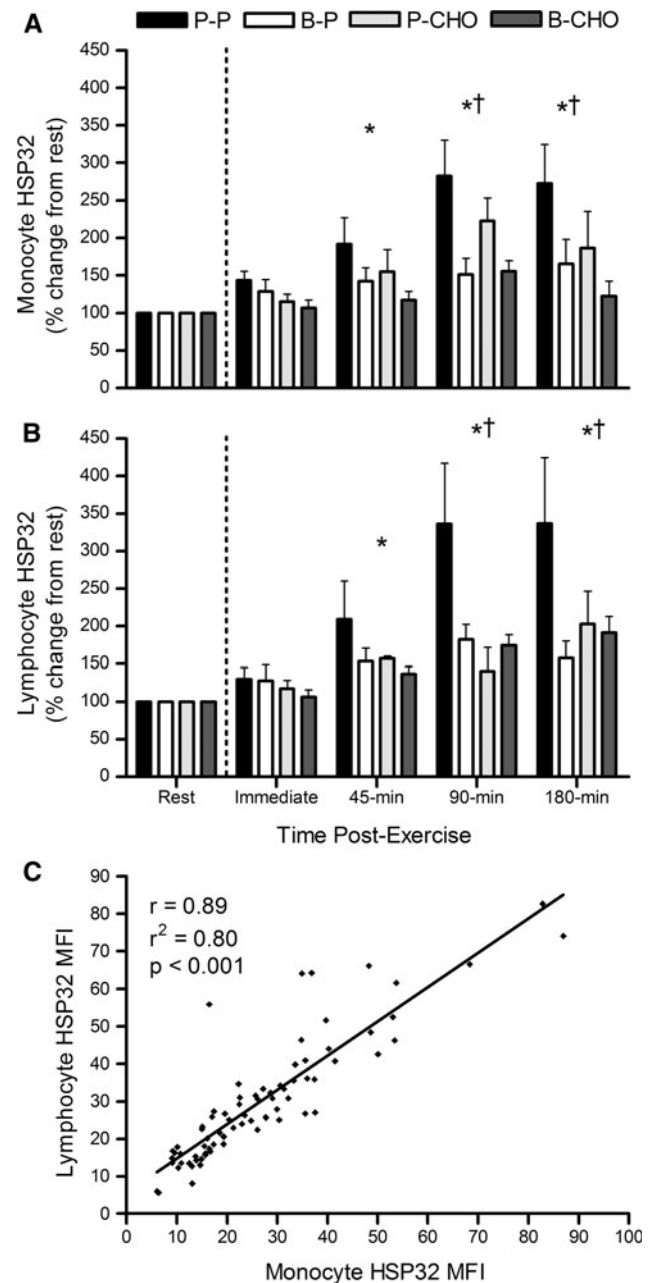 A
P-P B-P P-CHO B-CHO
Monocyte HSP32
(% change from rest)
450
400
350
300
250
200
150
100
50
0
*
*†
*†
B
Lymphocyte HSP32
(% change from rest)
450
400
350
300
250
200
150
100
50
0
*
*†
*†
Rest Immediate 45-min 90-min 180-min
Time Post-Exercise
C
Lymphocyte HSP32 MFI
90
80
70
60
50
40
30
20
10
0
r = 0.89
r² = 0.80
p < 0.001
0 10 20 30 40 50 60 70 80 90 100
Monocyte HSP32 MFI